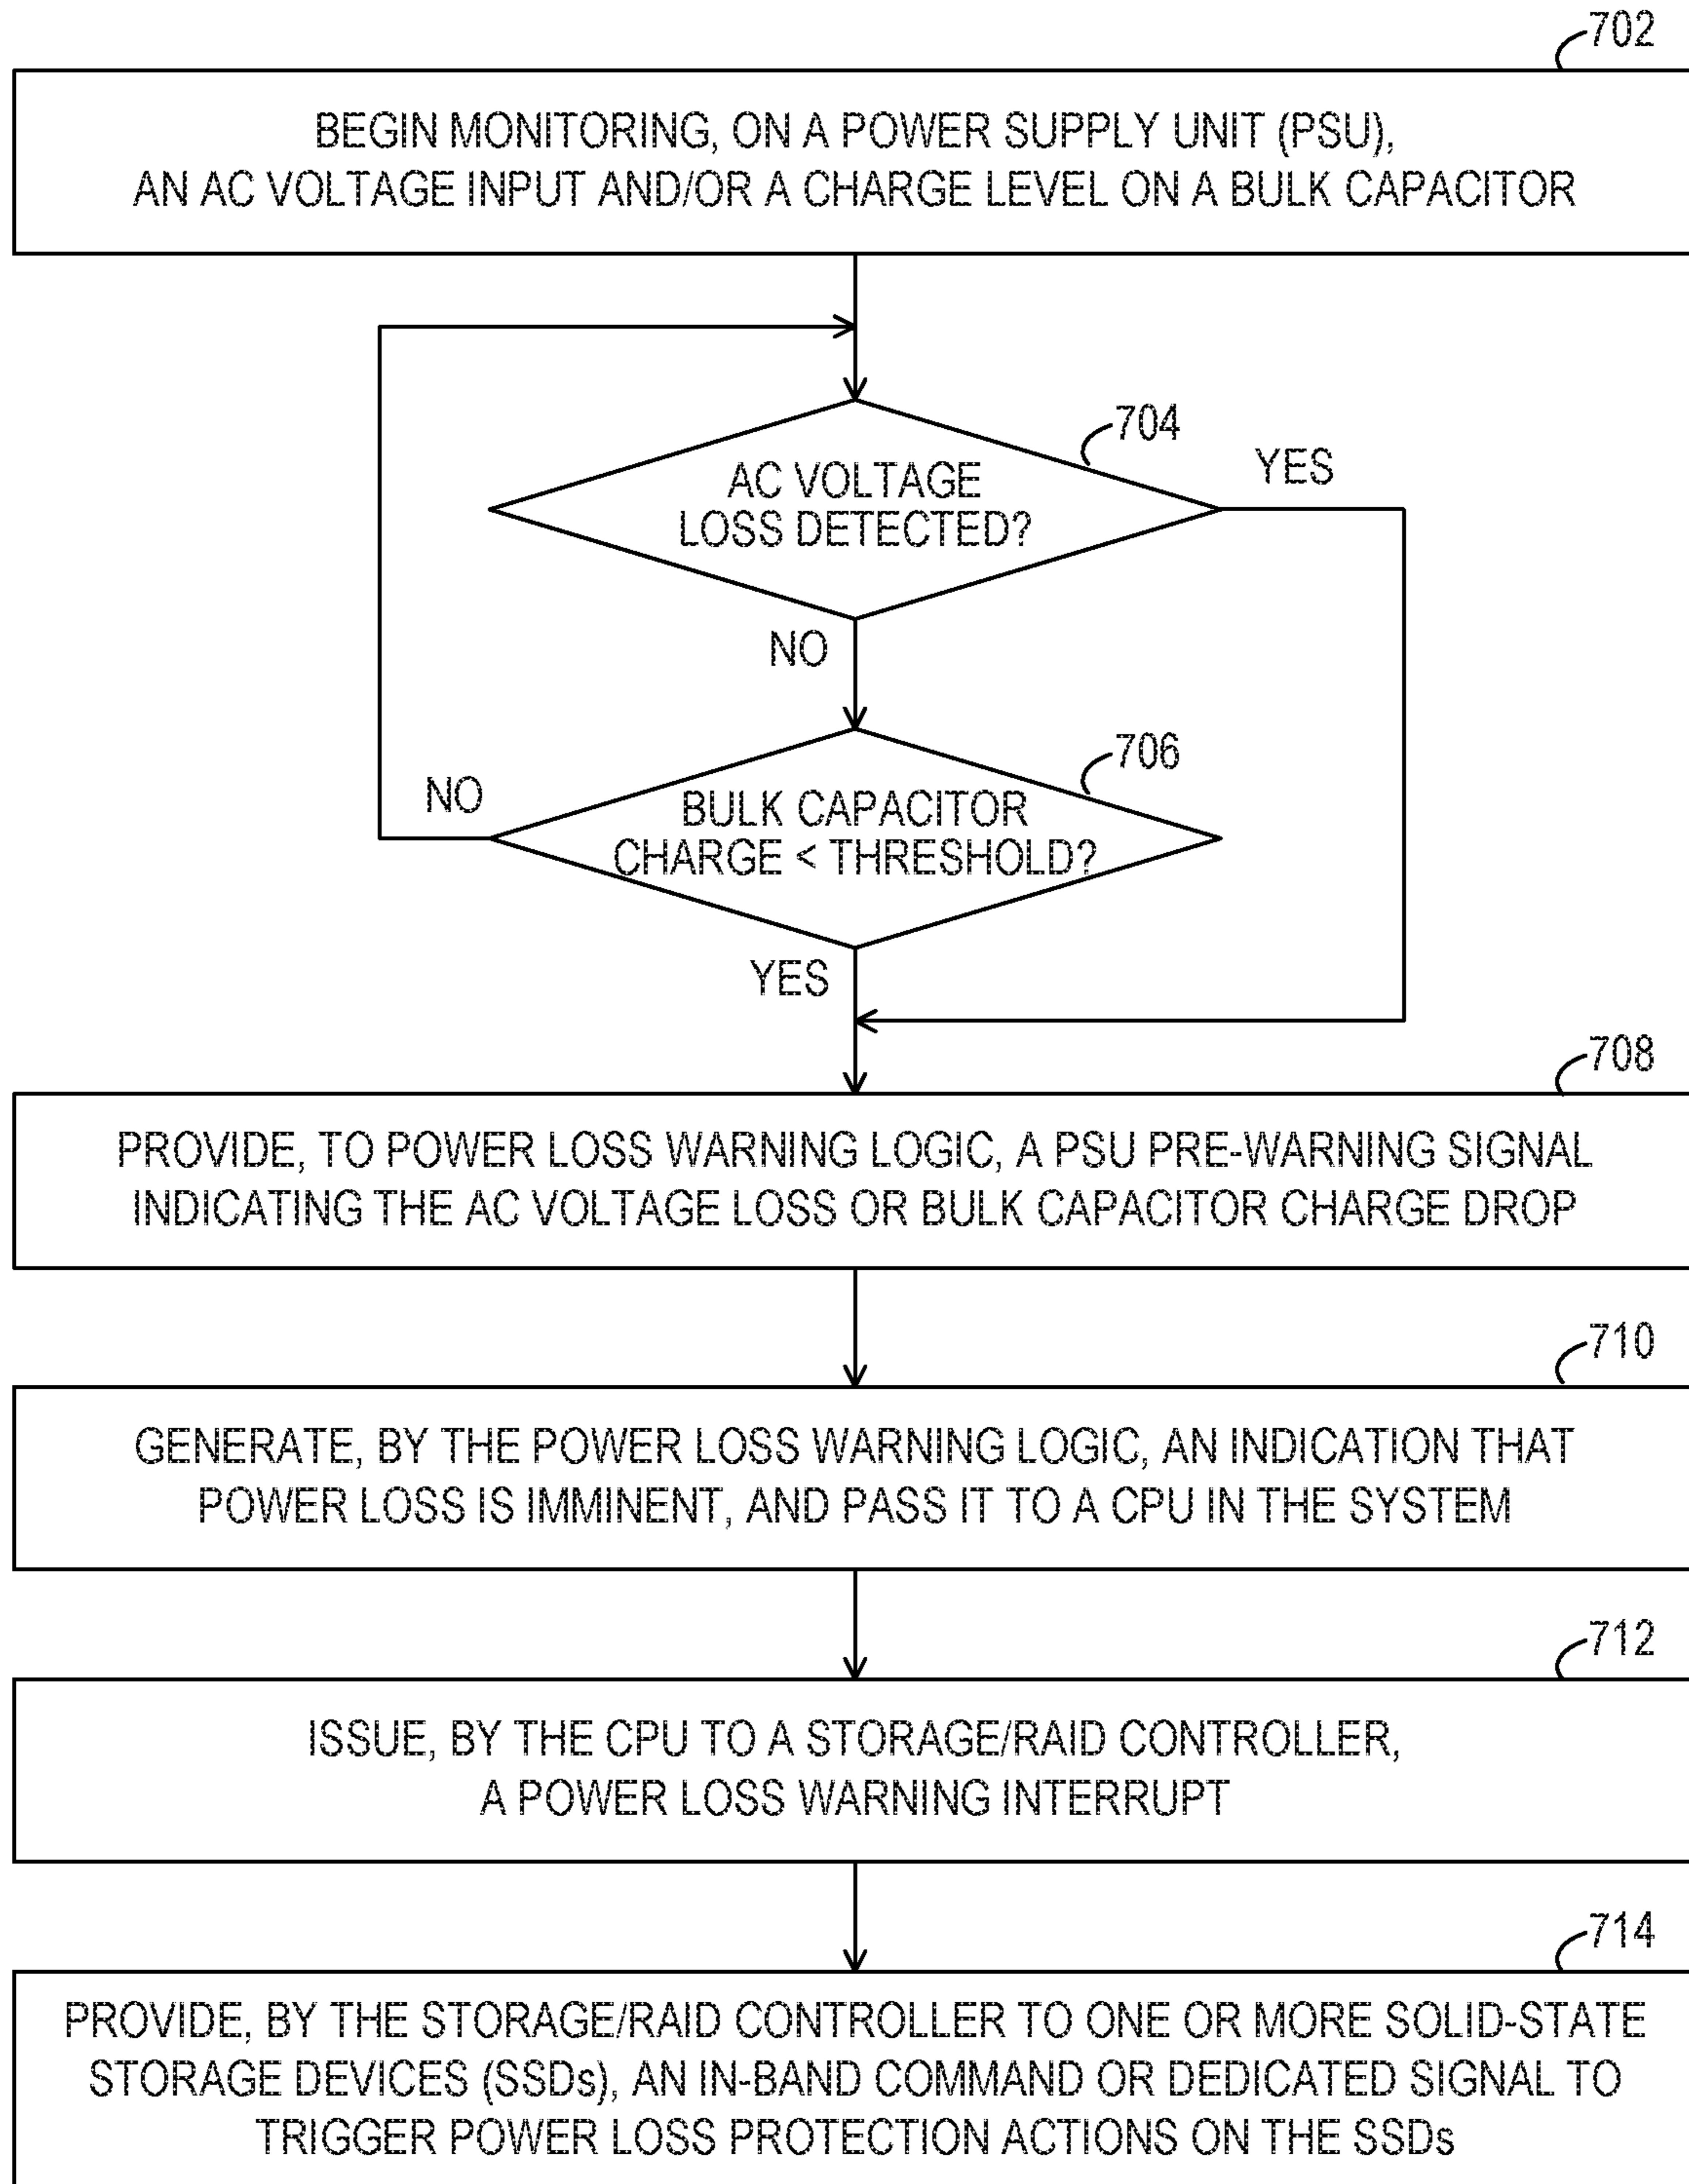 702
BEGIN MONITORING, ON A POWER SUPPLY UNIT (PSU),
AN AC VOLTAGE INPUT AND/OR A CHARGE LEVEL ON A BULK CAPACITOR
704
AC VOLTAGE
LOSS DETECTED?
YES
NO
706
BULK CAPACITOR
CHARGE < THRESHOLD?
NO
YES
708
PROVIDE, TO POWER LOSS WARNING LOGIC, A PSU PRE-WARNING SIGNAL
INDICATING THE AC VOLTAGE LOSS OR BULK CAPACITOR CHARGE DROP
710
GENERATE, BY THE POWER LOSS WARNING LOGIC, AN INDICATION THAT
POWER LOSS IS IMMINENT, AND PASS IT TO A CPU IN THE SYSTEM
712
ISSUE, BY THE CPU TO A STORAGE/RAID CONTROLLER,
A POWER LOSS WARNING INTERRUPT
714
PROVIDE, BY THE STORAGE/RAID CONTROLLER TO ONE OR MORE SOLID-STATE
STORAGE DEVICES (SSDs), AN IN-BAND COMMAND OR DEDICATED SIGNAL TO
TRIGGER POWER LOSS PROTECTION ACTIONS ON THE SSDs